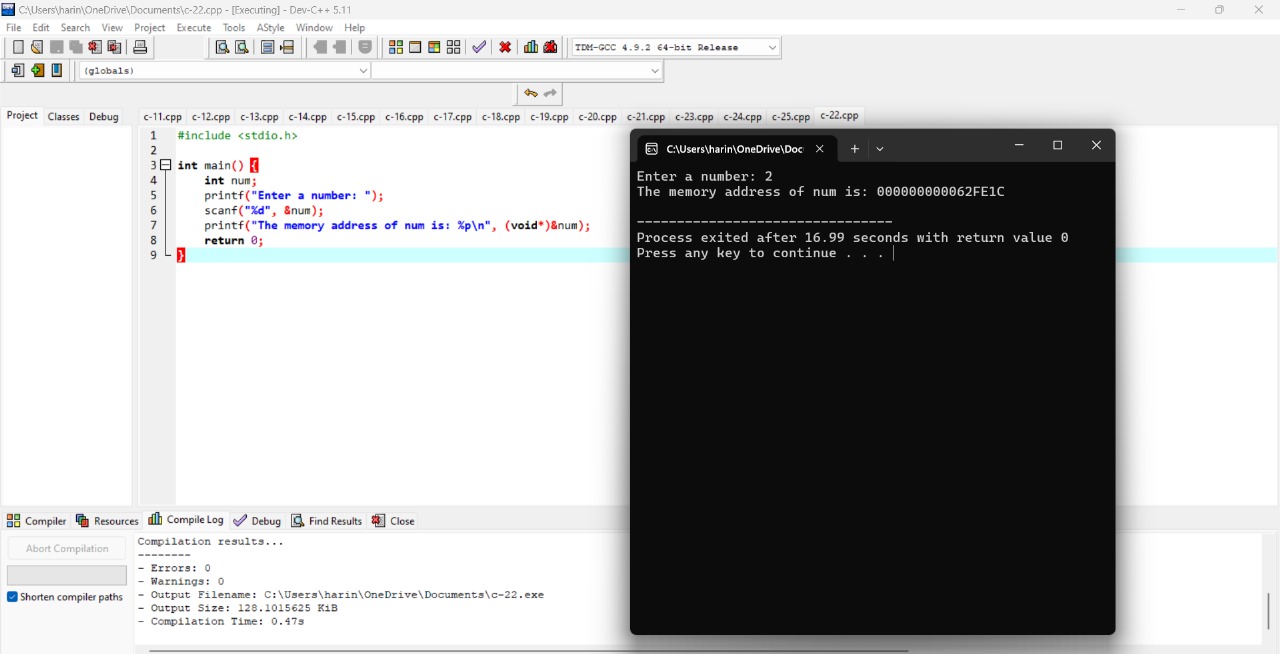 C:\Users\harin\OneDrive\Documents\c-22.cpp - [Executing] - Dev-C++ 5.11
File Edit Search View Project Execute Tools AStyle Window Help
TDM-GCC 4.9.2 64-bit Release
(globals)
Project Classes Debug
c-11.cpp c-12.cpp c-13.cpp c-14.cpp c-15.cpp c-16.cpp c-17.cpp c-18.cpp c-19.cpp c-20.cpp c-21.cpp c-23.cpp c-24.cpp c-25.cpp c-22.cpp
1 #include <stdio.h>
2
3 int main() {
4 int num;
5 printf("Enter a number: ");
6 scanf("%d", &num);
7 printf("The memory address of num is: %p\n", (void*)&num);
8 return 0;
9 }
C:\Users\harin\OneDrive\Doc
Enter a number: 2
The memory address of num is: 000000000062FE1C
--------------------------------
Process exited after 16.99 seconds with return value 0
Press any key to continue . . .
Compiler Resources Compile Log Debug Find Results Close
Abort Compilation
Shorten compiler paths
Compilation results...
--------
- Errors: 0
- Warnings: 0
- Output Filename: C:\Users\harin\OneDrive\Documents\c-22.exe
- Output Size: 128.1015625 KiB
- Compilation Time: 0.47s